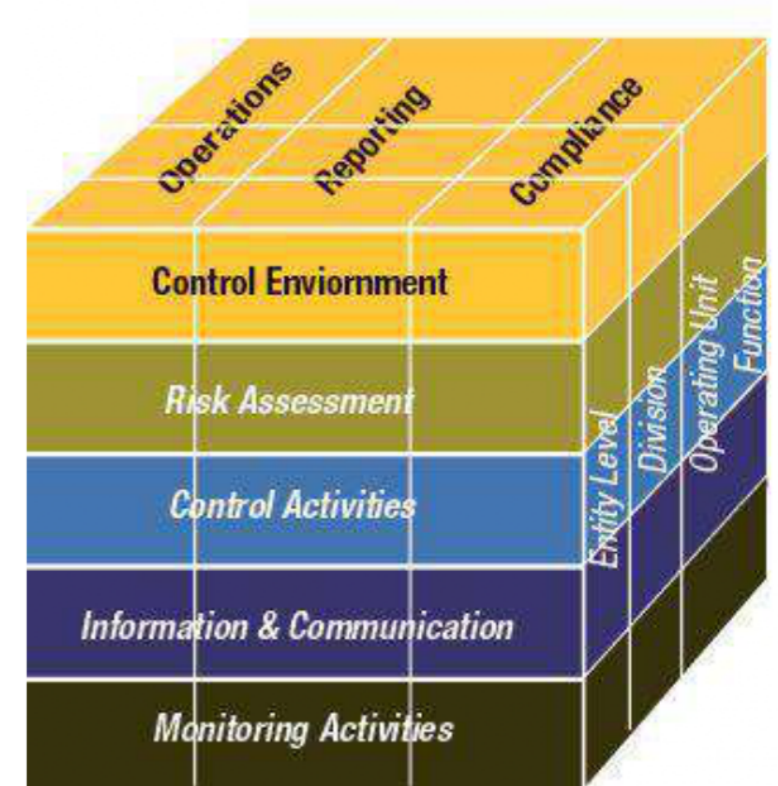 Operations
Reporting
Compliance
Control Enviornment
Risk Assessment
Control Activities
Information & Communication
Monitoring Activities
Entity Level
Division
Operating Unit
Function